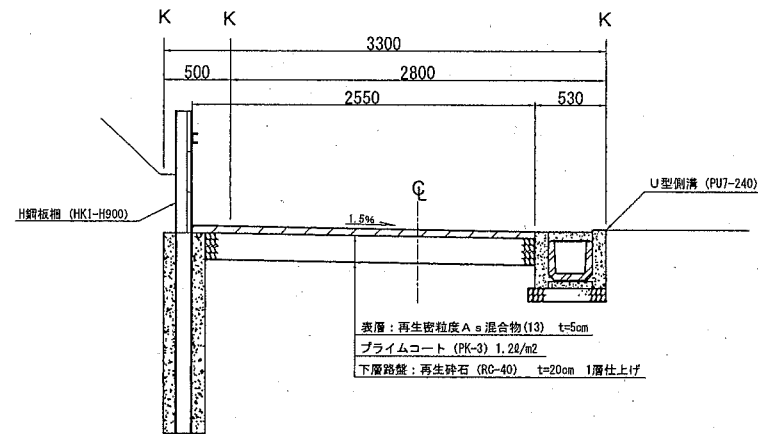 K K K
3300
500 2800
2550 530
℄
U型側溝 (PU7-240)
H鋼板柵 (HK1-H900)
1.5%
表層：再生密粒度As混合物(13) t=5cm
プライムコート (PK-3) 1.2ℓ/m2
下層路盤：再生砕石 (RC-40) t=20cm 1層仕上げ